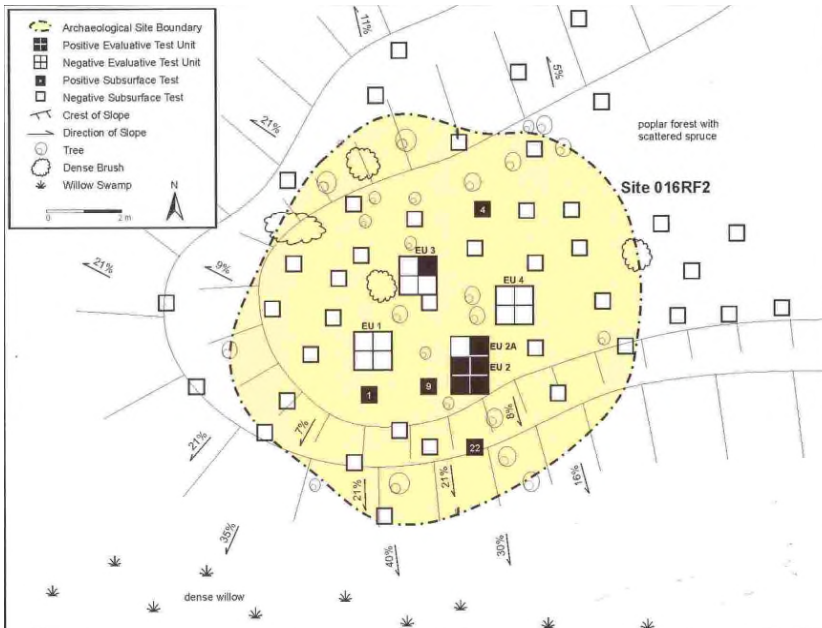 Archaeological Site Boundary
Positive Evaluative Test Unit
Negative Evaluative Test Unit
Positive Subsurface Test
Negative Subsurface Test
Crest of Slope
Direction of Slope
Tree
Dense Brush
Willow Swamp
0 2 m
N
11%
5%
21%
poplar forest with
scattered spruce
Site 016RF2
4
21%
9%
EU 3
EU 4
EU 1
EU 2A
EU 2
1
9
22
7%
8%
21%
21%
21%
16%
35%
40%
30%
dense willow